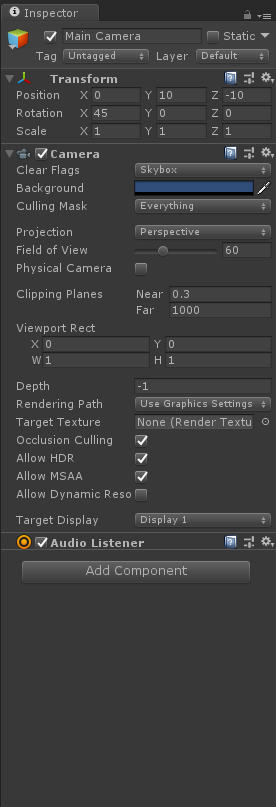 Inspector
Main Camera Static
Tag Untagged Layer Default
Transform
Position X 0 Y 10 Z -10
Rotation X 45 Y 0 Z 0
Scale X 1 Y 1 Z 1
Camera
Clear Flags Skybox
Background
Culling Mask Everything
Projection Perspective
Field of View 60
Physical Camera
Clipping Planes Near 0.3
Far 1000
Viewport Rect
X 0 Y 0
W 1 H 1
Depth -1
Rendering Path Use Graphics Settings
Target Texture None (Render Textu
Occlusion Culling
Allow HDR
Allow MSAA
Allow Dynamic Reso
Target Display Display 1
Audio Listener
Add Component